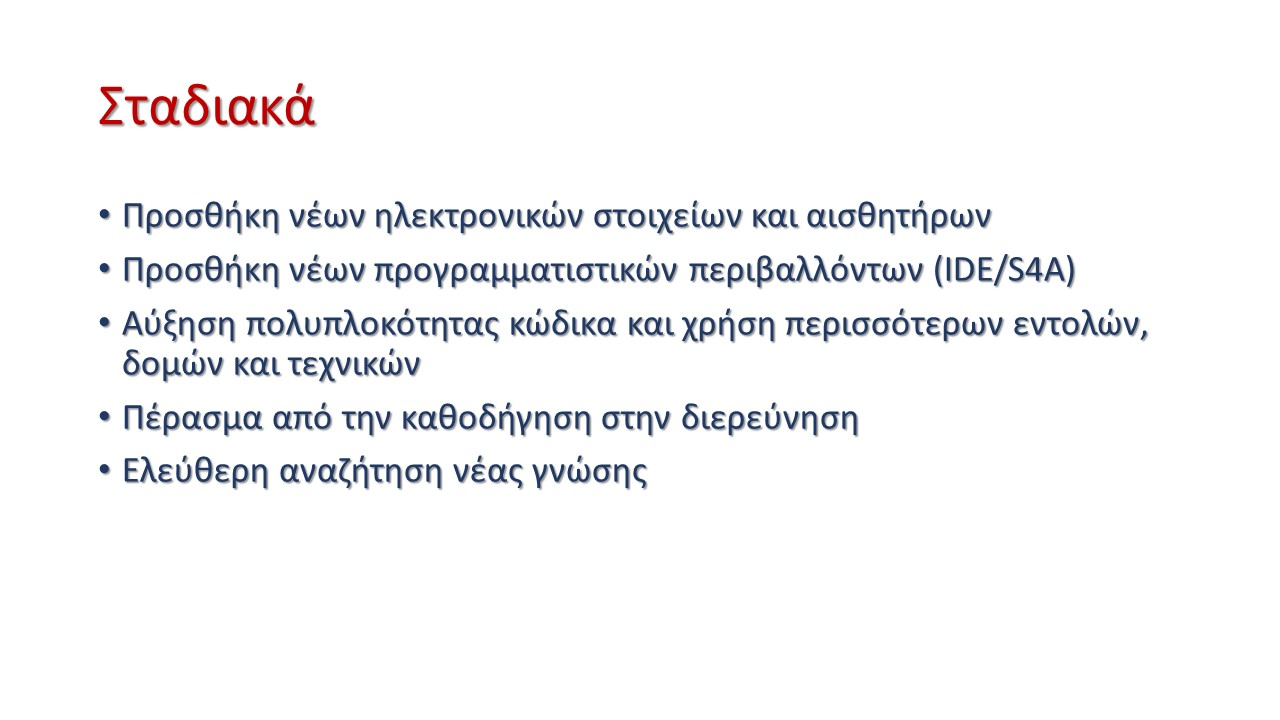 Σταδιακά
• Προσθήκη νέων ηλεκτρονικών στοιχείων και αισθητήρων
• Προσθήκη νέων προγραμματιστικών περιβαλλόντων (IDE/S4A)
• Αύξηση πολυπλοκότητας κώδικα και χρήση περισσότερων εντολών,
δομών και τεχνικών
• Πέρασμα από την καθοδήγηση στην διερεύνηση
• Ελεύθερη αναζήτηση νέας γνώσης